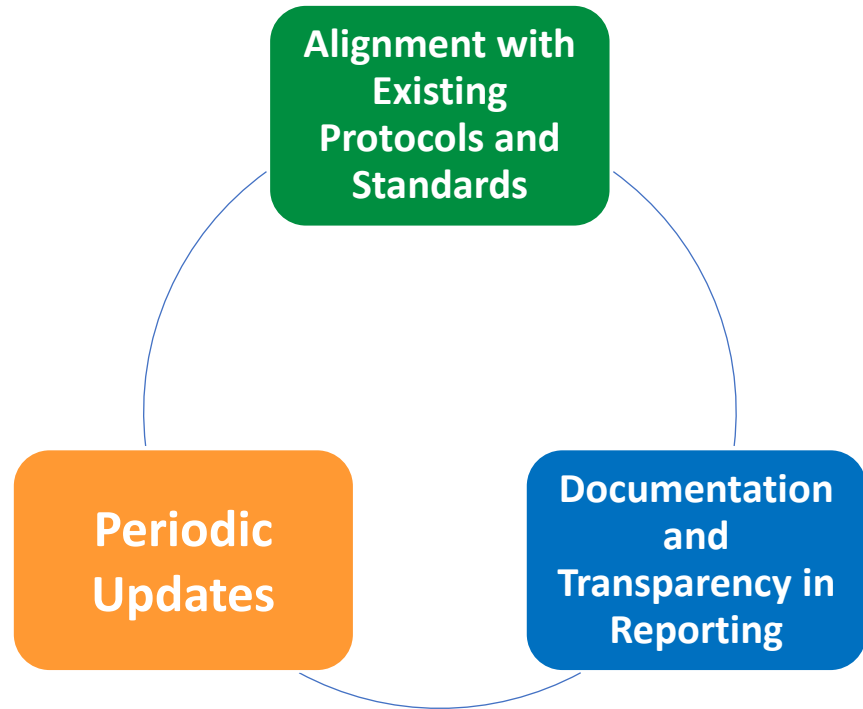 Alignment with
Existing
Protocols and
Standards
Periodic
Updates
Documentation
and
Transparency in
Reporting